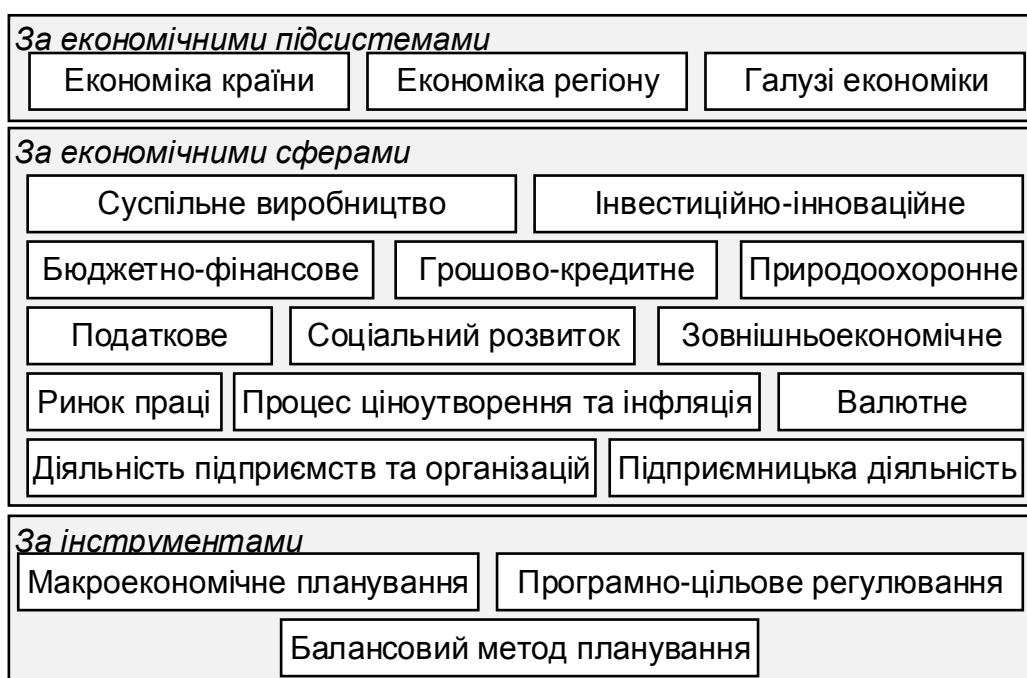 За економічними підсистемами
Економіка країни
Економіка регіону
Галузі економіки
За економічними сферами
Суспільне виробництво
Інвестиційно-інноваційне
Бюджетно-фінансове
Грошово-кредитне
Природоохоронне
Податкове
Соціальний розвиток
Зовнішньоекономічне
Ринок праці
Процес ціноутворення та інфляція
Валютне
Діяльність підприємств та організацій
Підприємницька діяльність
За інструментами
Макроекономічне планування
Програмно-цільове регулювання
Балансовий метод планування